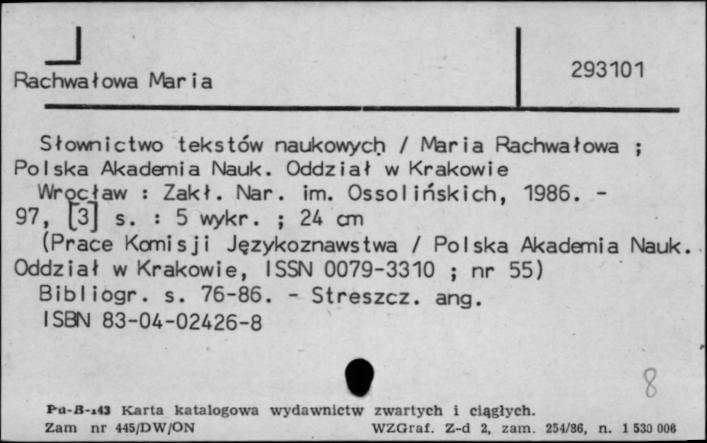 293101
Rachwałowa Maria
Słownictwo tekstów naukowych / Maria Rachwałowa ;
Polska Akademia Nauk. Oddział w Krakowie
Wrocław : Zakł. Nar. im. Ossolińskich, 1986. -
97, [3] s. : 5 wykr. ; 24 cm
(Prace Komisji Językoznawstwa / Polska Akademia Nauk.
Oddział w Krakowie, ISSN 0079-3310 ; nr 55)
Bibliogr. s. 76-86. - Streszcz. ang.
ISBN 83-04-02426-8
8
Pu-B-143 Karta katalogowa wydawnictw zwartych i ciągłych.
Zam nr 445/DW/ON WZGraf. Z-d 2, zam. 254/86, n. 1 530 006